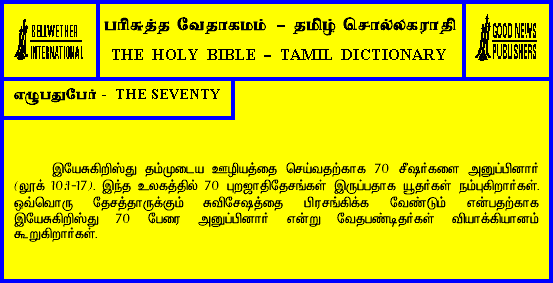 BELLWETHER
INTERNATIONAL
பரிசுத்த வேதாகமம் – தமிழ் சொல்லகராதி
THE HOLY BIBLE – TAMIL DICTIONARY
GOOD NEWS
PUBLISHERS
எழுபதுபேர் - THE SEVENTY
இயேசுகிறிஸ்து தம்முடைய ஊழியத்தை செய்வதற்காக 70 சீஷர்களை அனுப்பினார்
(லூக் 10:1-17). இந்த உலகத்தில் 70 புறஜாதிதேசங்கள் இருப்பதாக யூதர்கள் நம்புகிறார்கள்.
ஒவ்வொரு தேசத்தாருக்கும் சுவிசேஷத்தை பிரசங்கிக்க வேண்டும் என்பதற்காக
இயேசுகிறிஸ்து 70 பேரை அனுப்பினார் என்று வேதபண்டிதர்கள் வியாக்கியானம்
கூறுகிறார்கள்.